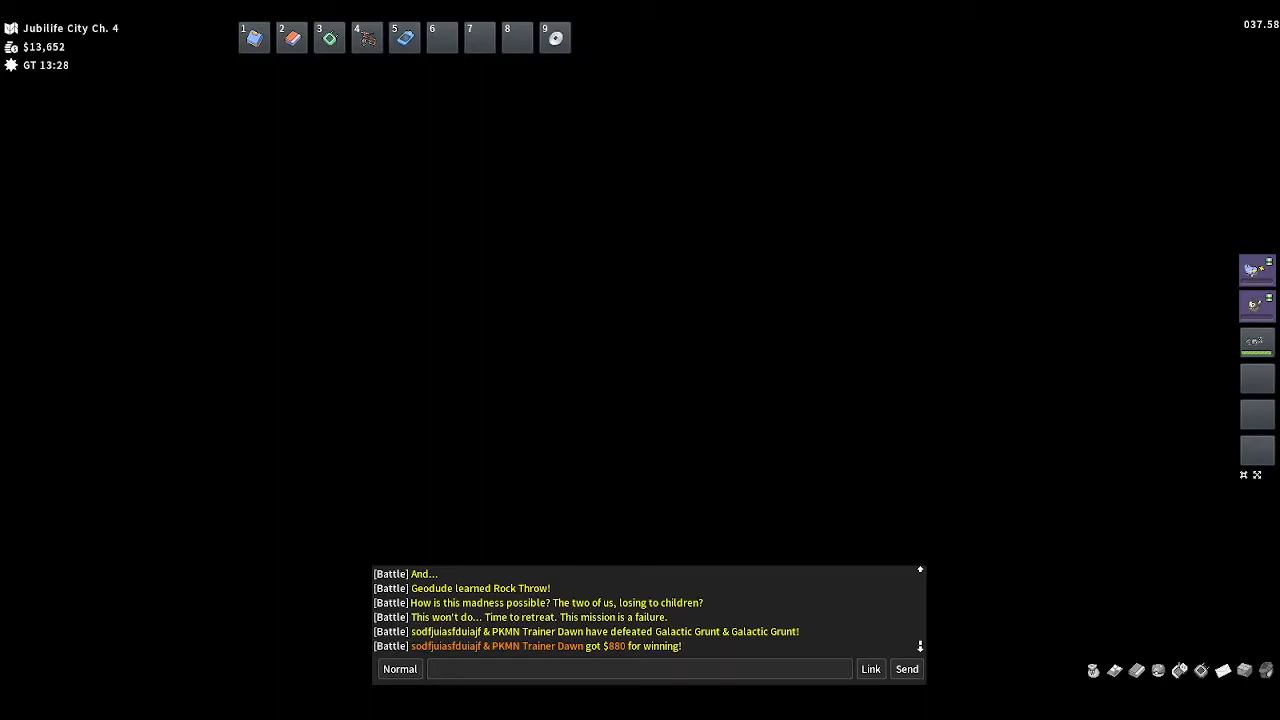 Jubilife City Ch. 4
$13,652
GT 13:28
1 2 3 4 5 6 7 8 9
037.58
[Battle] And...
[Battle] Geodude learned Rock Throw!
[Battle] How is this madness possible? The two of us, losing to children?
[Battle] This won't do... Time to retreat. This mission is a failure.
[Battle] sodfjuiasfduiajf & PKMN Trainer Dawn have defeated Galactic Grunt & Galactic Grunt!
[Battle] sodfjuiasfduiajf & PKMN Trainer Dawn got $880 for winning!
Normal Link Send